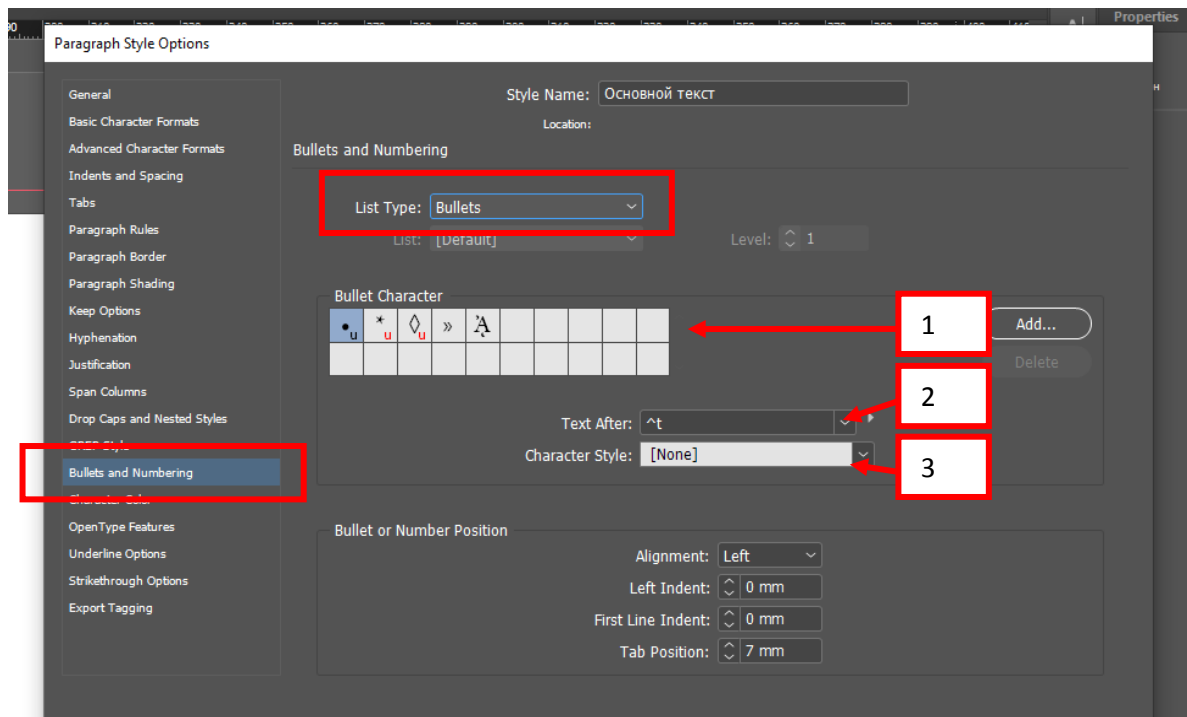 Properties
Paragraph Style Options
General
Basic Character Formats
Advanced Character Formats
Indents and Spacing
Tabs
Paragraph Rules
Paragraph Border
Paragraph Shading
Keep Options
Hyphenation
Justification
Span Columns
Drop Caps and Nested Styles
GREP Style
Bullets and Numbering
Character Color
OpenType Features
Underline Options
Strikethrough Options
Export Tagging
Style Name: Основной текст
Location:
Bullets and Numbering
List Type: Bullets
List: [Default]
Level: 1
Bullet Character
•u *u ◊u »
1
Add...
Delete
2
Text After: ^t
Character Style: [None]
3
Bullet or Number Position
Alignment: Left
Left Indent: 0 mm
First Line Indent: 0 mm
Tab Position: 7 mm